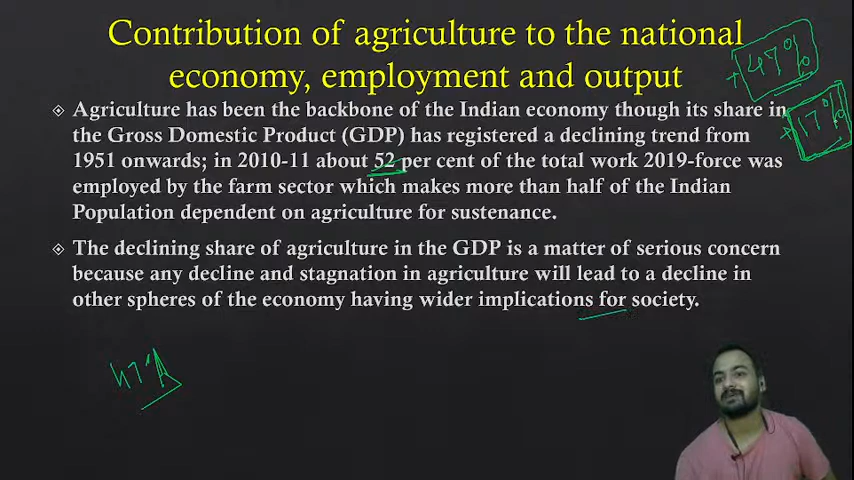 Contribution of agriculture to the national
economy, employment and output
47%
17%
Agriculture has been the backbone of the Indian economy though its share in
the Gross Domestic Product (GDP) has registered a declining trend from
1951 onwards; in 2010-11 about 52 per cent of the total work 2019-force was
employed by the farm sector which makes more than half of the Indian
Population dependent on agriculture for sustenance.
The declining share of agriculture in the GDP is a matter of serious concern
because any decline and stagnation in agriculture will lead to a decline in
other spheres of the economy having wider implications for society.